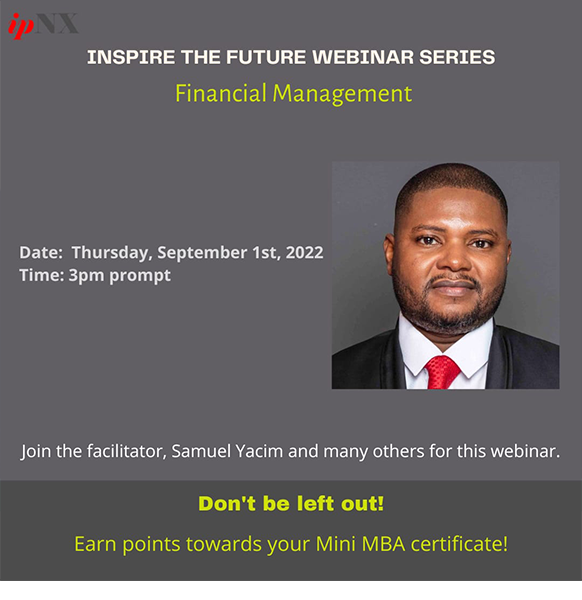 ipNX
INSPIRE THE FUTURE WEBINAR SERIES
Financial Management
Date: Thursday, September 1st, 2022
Time: 3pm prompt
Join the facilitator, Samuel Yacim and many others for this webinar.
Don't be left out!
Earn points towards your Mini MBA certificate!